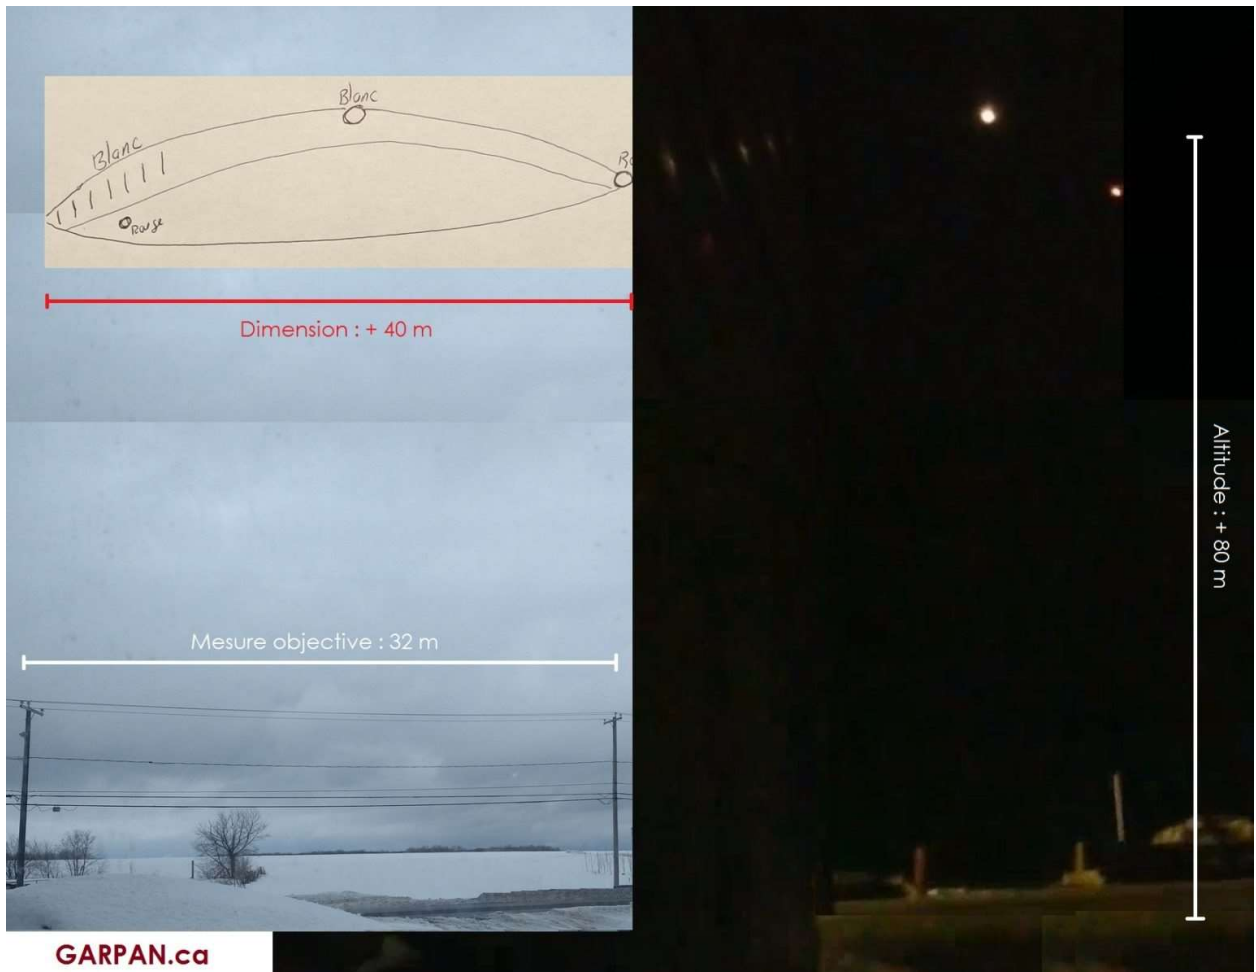 Blanc
Blanc
Rouge
Dimension : + 40 m
Altitude : + 80 m
Mesure objective : 32 m
GARPAN.ca